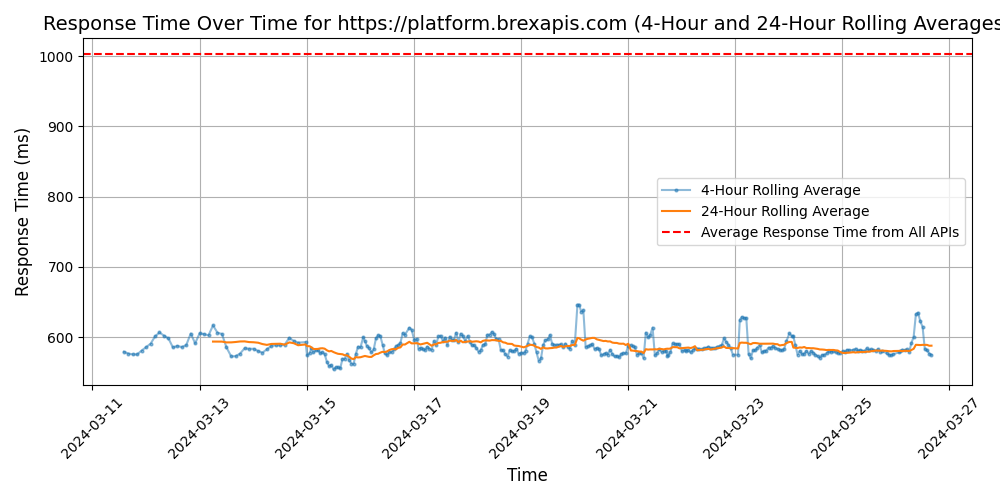 Response Time Over Time for https://platform.brexapis.com (4-Hour and 24-Hour Rolling Averages
Response Time (ms)
1000
900
800
700
600
4-Hour Rolling Average
24-Hour Rolling Average
Average Response Time from All APIs
2024-03-11
2024-03-13
2024-03-15
2024-03-17
2024-03-19
2024-03-21
2024-03-23
2024-03-25
2024-03-27
Time